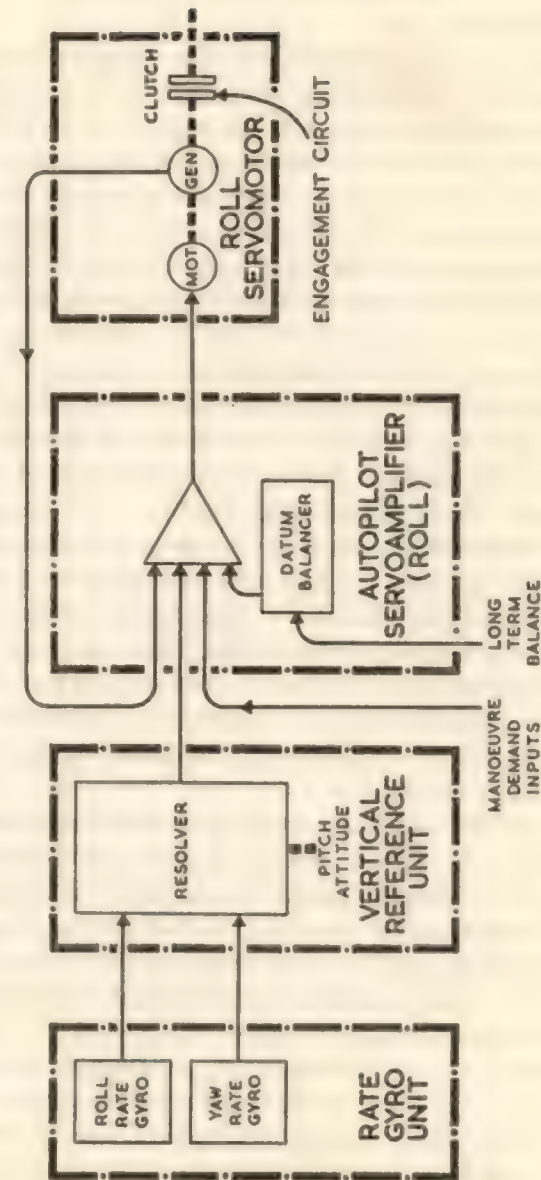 ROLL
RATE
GYRO
YAW
RATE
GYRO
RATE
GYRO
UNIT
RESOLVER
PITCH
ATTITUDE
VERTICAL
REFERENCE
UNIT
MANOEUVRE
DEMAND
INPUTS
LONG
TERM
BALANCE
DATUM
BALANCER
AUTOPILOT
SERVOAMPLIFIER
(ROLL)
MOT
GEN
CLUTCH
ROLL
SERVOMOTOR
ENGAGEMENT CIRCUIT